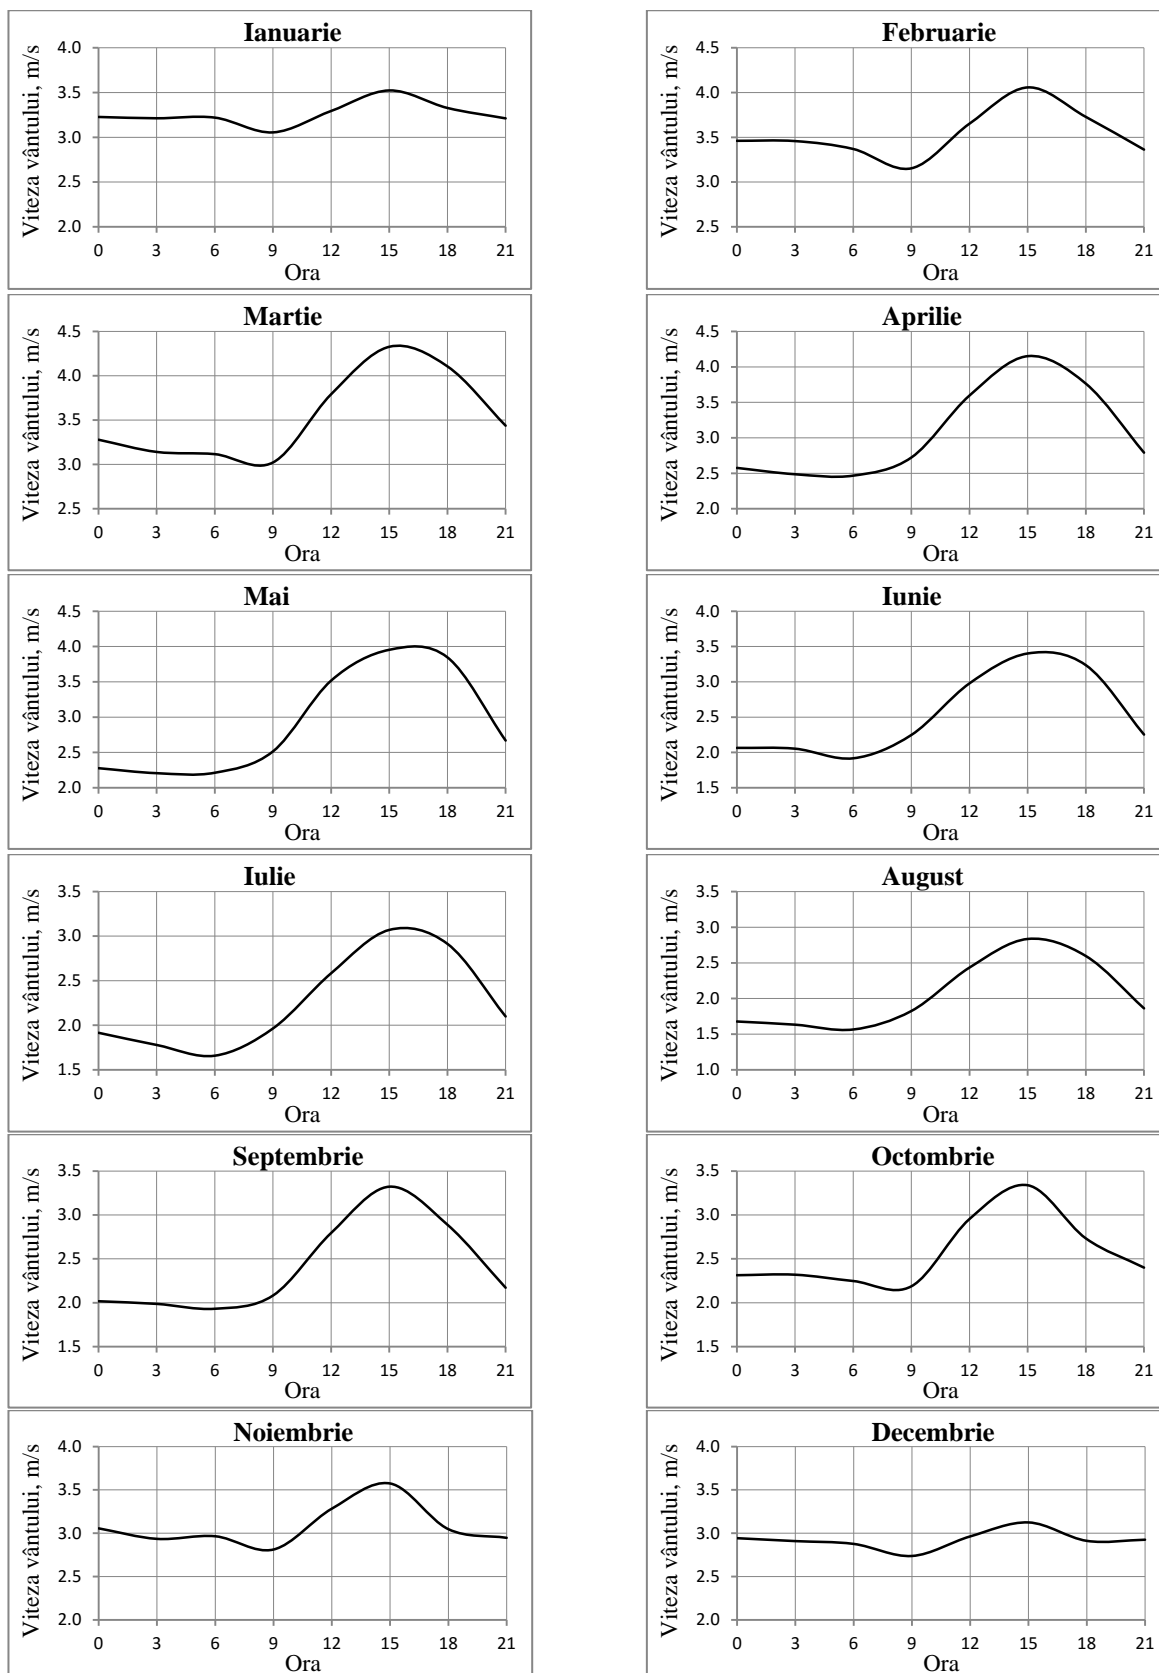 Ianuarie
Viteza vântului, m/s
4.0
3.5
3.0
2.5
2.0
0 3 6 9 12 15 18 21
Ora
Februarie
Viteza vântului, m/s
4.5
4.0
3.5
3.0
2.5
0 3 6 9 12 15 18 21
Ora
Martie
Viteza vântului, m/s
4.5
4.0
3.5
3.0
2.5
0 3 6 9 12 15 18 21
Ora
Aprilie
Viteza vântului, m/s
4.5
4.0
3.5
3.0
2.5
2.0
0 3 6 9 12 15 18 21
Ora
Mai
Viteza vântului, m/s
4.5
4.0
3.5
3.0
2.5
2.0
0 3 6 9 12 15 18 21
Ora
Iunie
Viteza vântului, m/s
4.0
3.5
3.0
2.5
2.0
1.5
0 3 6 9 12 15 18 21
Ora
Iulie
Viteza vântului, m/s
3.5
3.0
2.5
2.0
1.5
0 3 6 9 12 15 18 21
Ora
August
Viteza vântului, m/s
3.5
3.0
2.5
2.0
1.5
1.0
0 3 6 9 12 15 18 21
Ora
Septembrie
Viteza vântului, m/s
3.5
3.0
2.5
2.0
1.5
0 3 6 9 12 15 18 21
Ora
Octombrie
Viteza vântului, m/s
3.5
3.0
2.5
2.0
1.5
0 3 6 9 12 15 18 21
Ora
Noiembrie
Viteza vântului, m/s
4.0
3.5
3.0
2.5
2.0
0 3 6 9 12 15 18 21
Ora
Decembrie
Viteza vântului, m/s
4.0
3.5
3.0
2.5
2.0
0 3 6 9 12 15 18 21
Ora